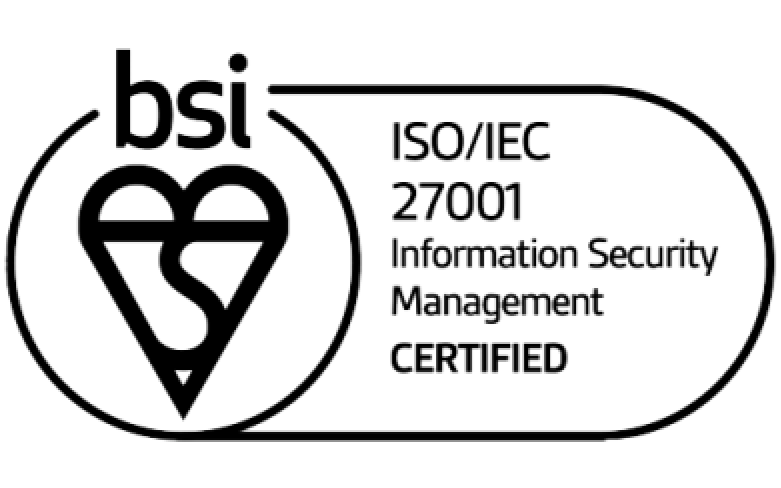 bsi
ISO/IEC
27001
Information Security
Management
CERTIFIED